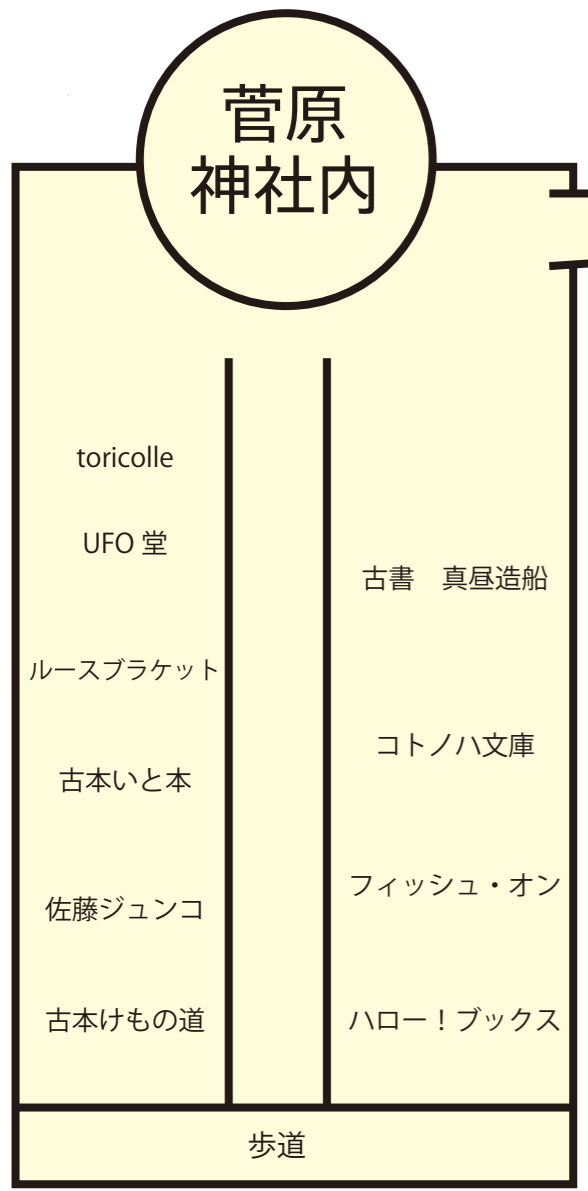 菅原
神社内
toricolle
UFO 堂
ルースブラケット
古本いと本
佐藤ジュンコ
古本けもの道
古書　真昼造船
コトノハ文庫
フィッシュ・オン
ハロー！ブックス
歩道